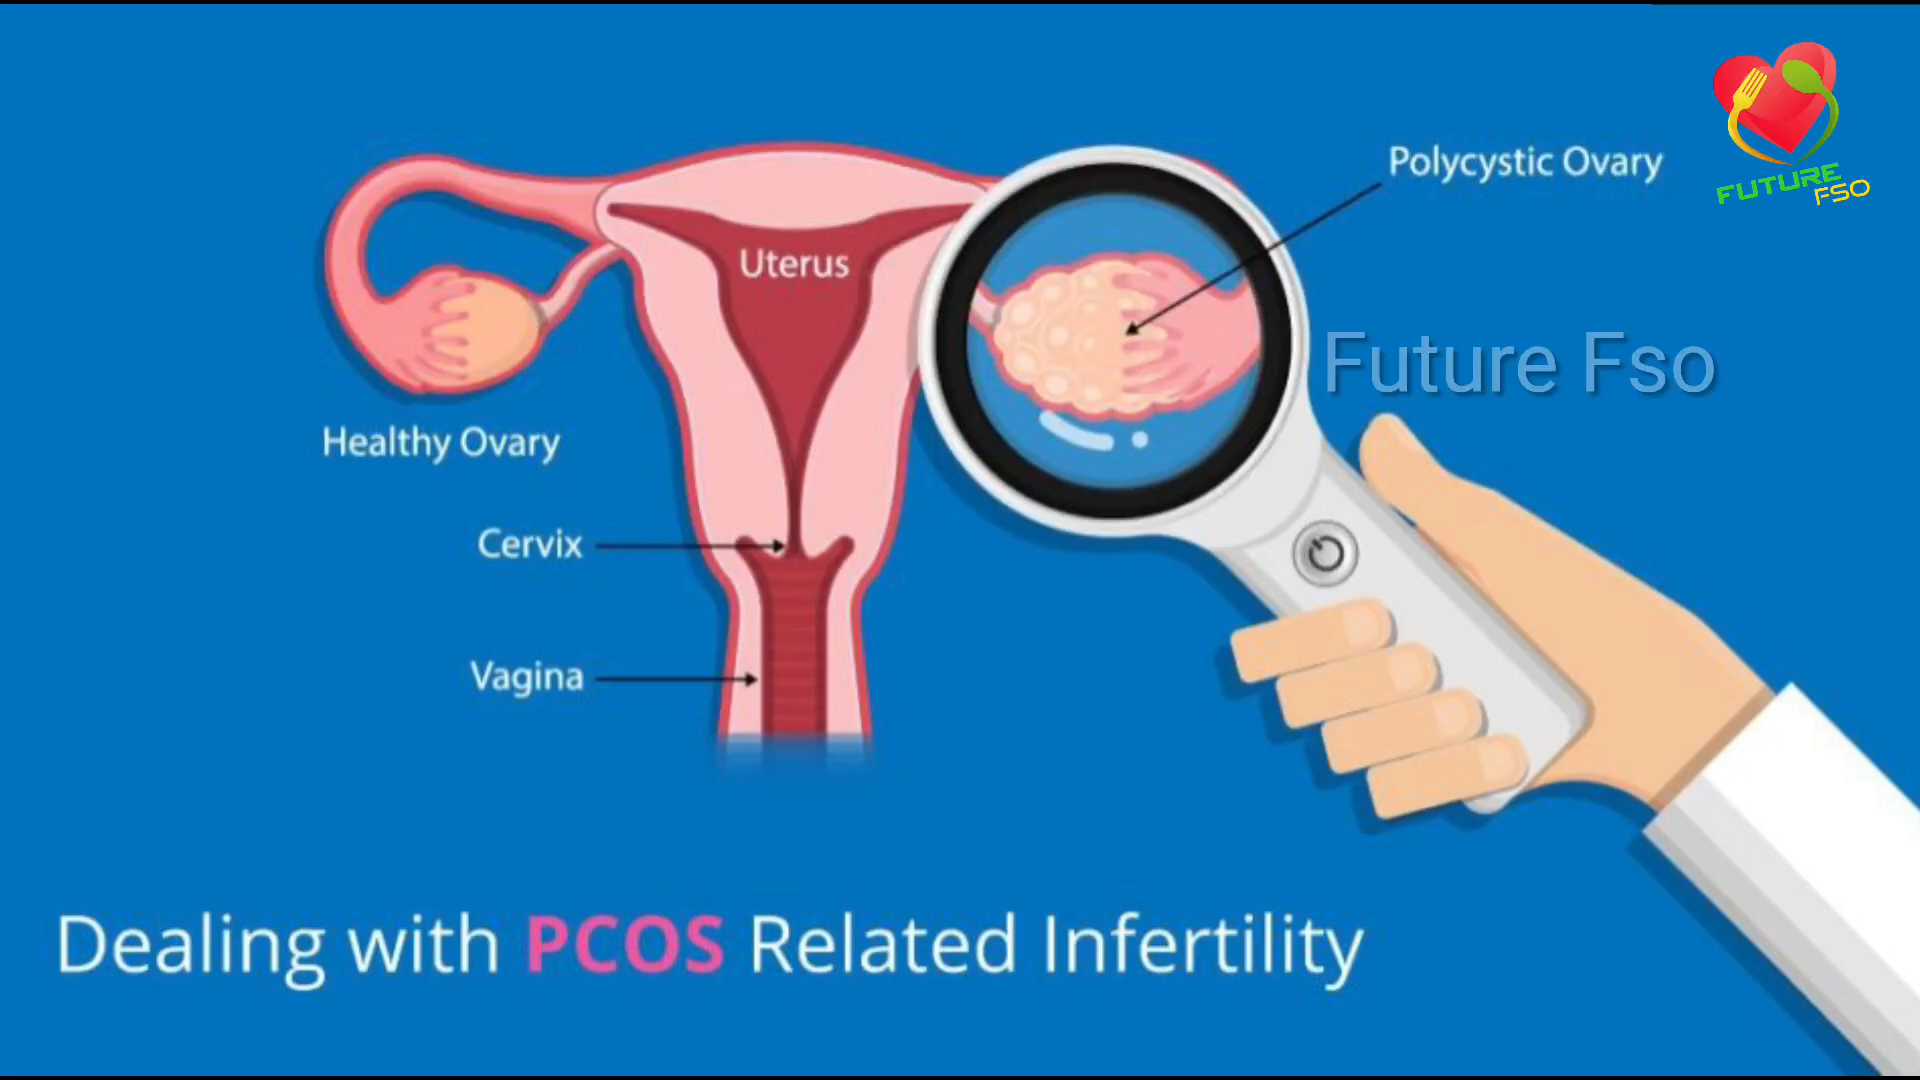 Polycystic Ovary
FUTURE
FSO
Uterus
Future Fso
Healthy Ovary
Cervix
Vagina
Dealing with PCOS Related Infertility